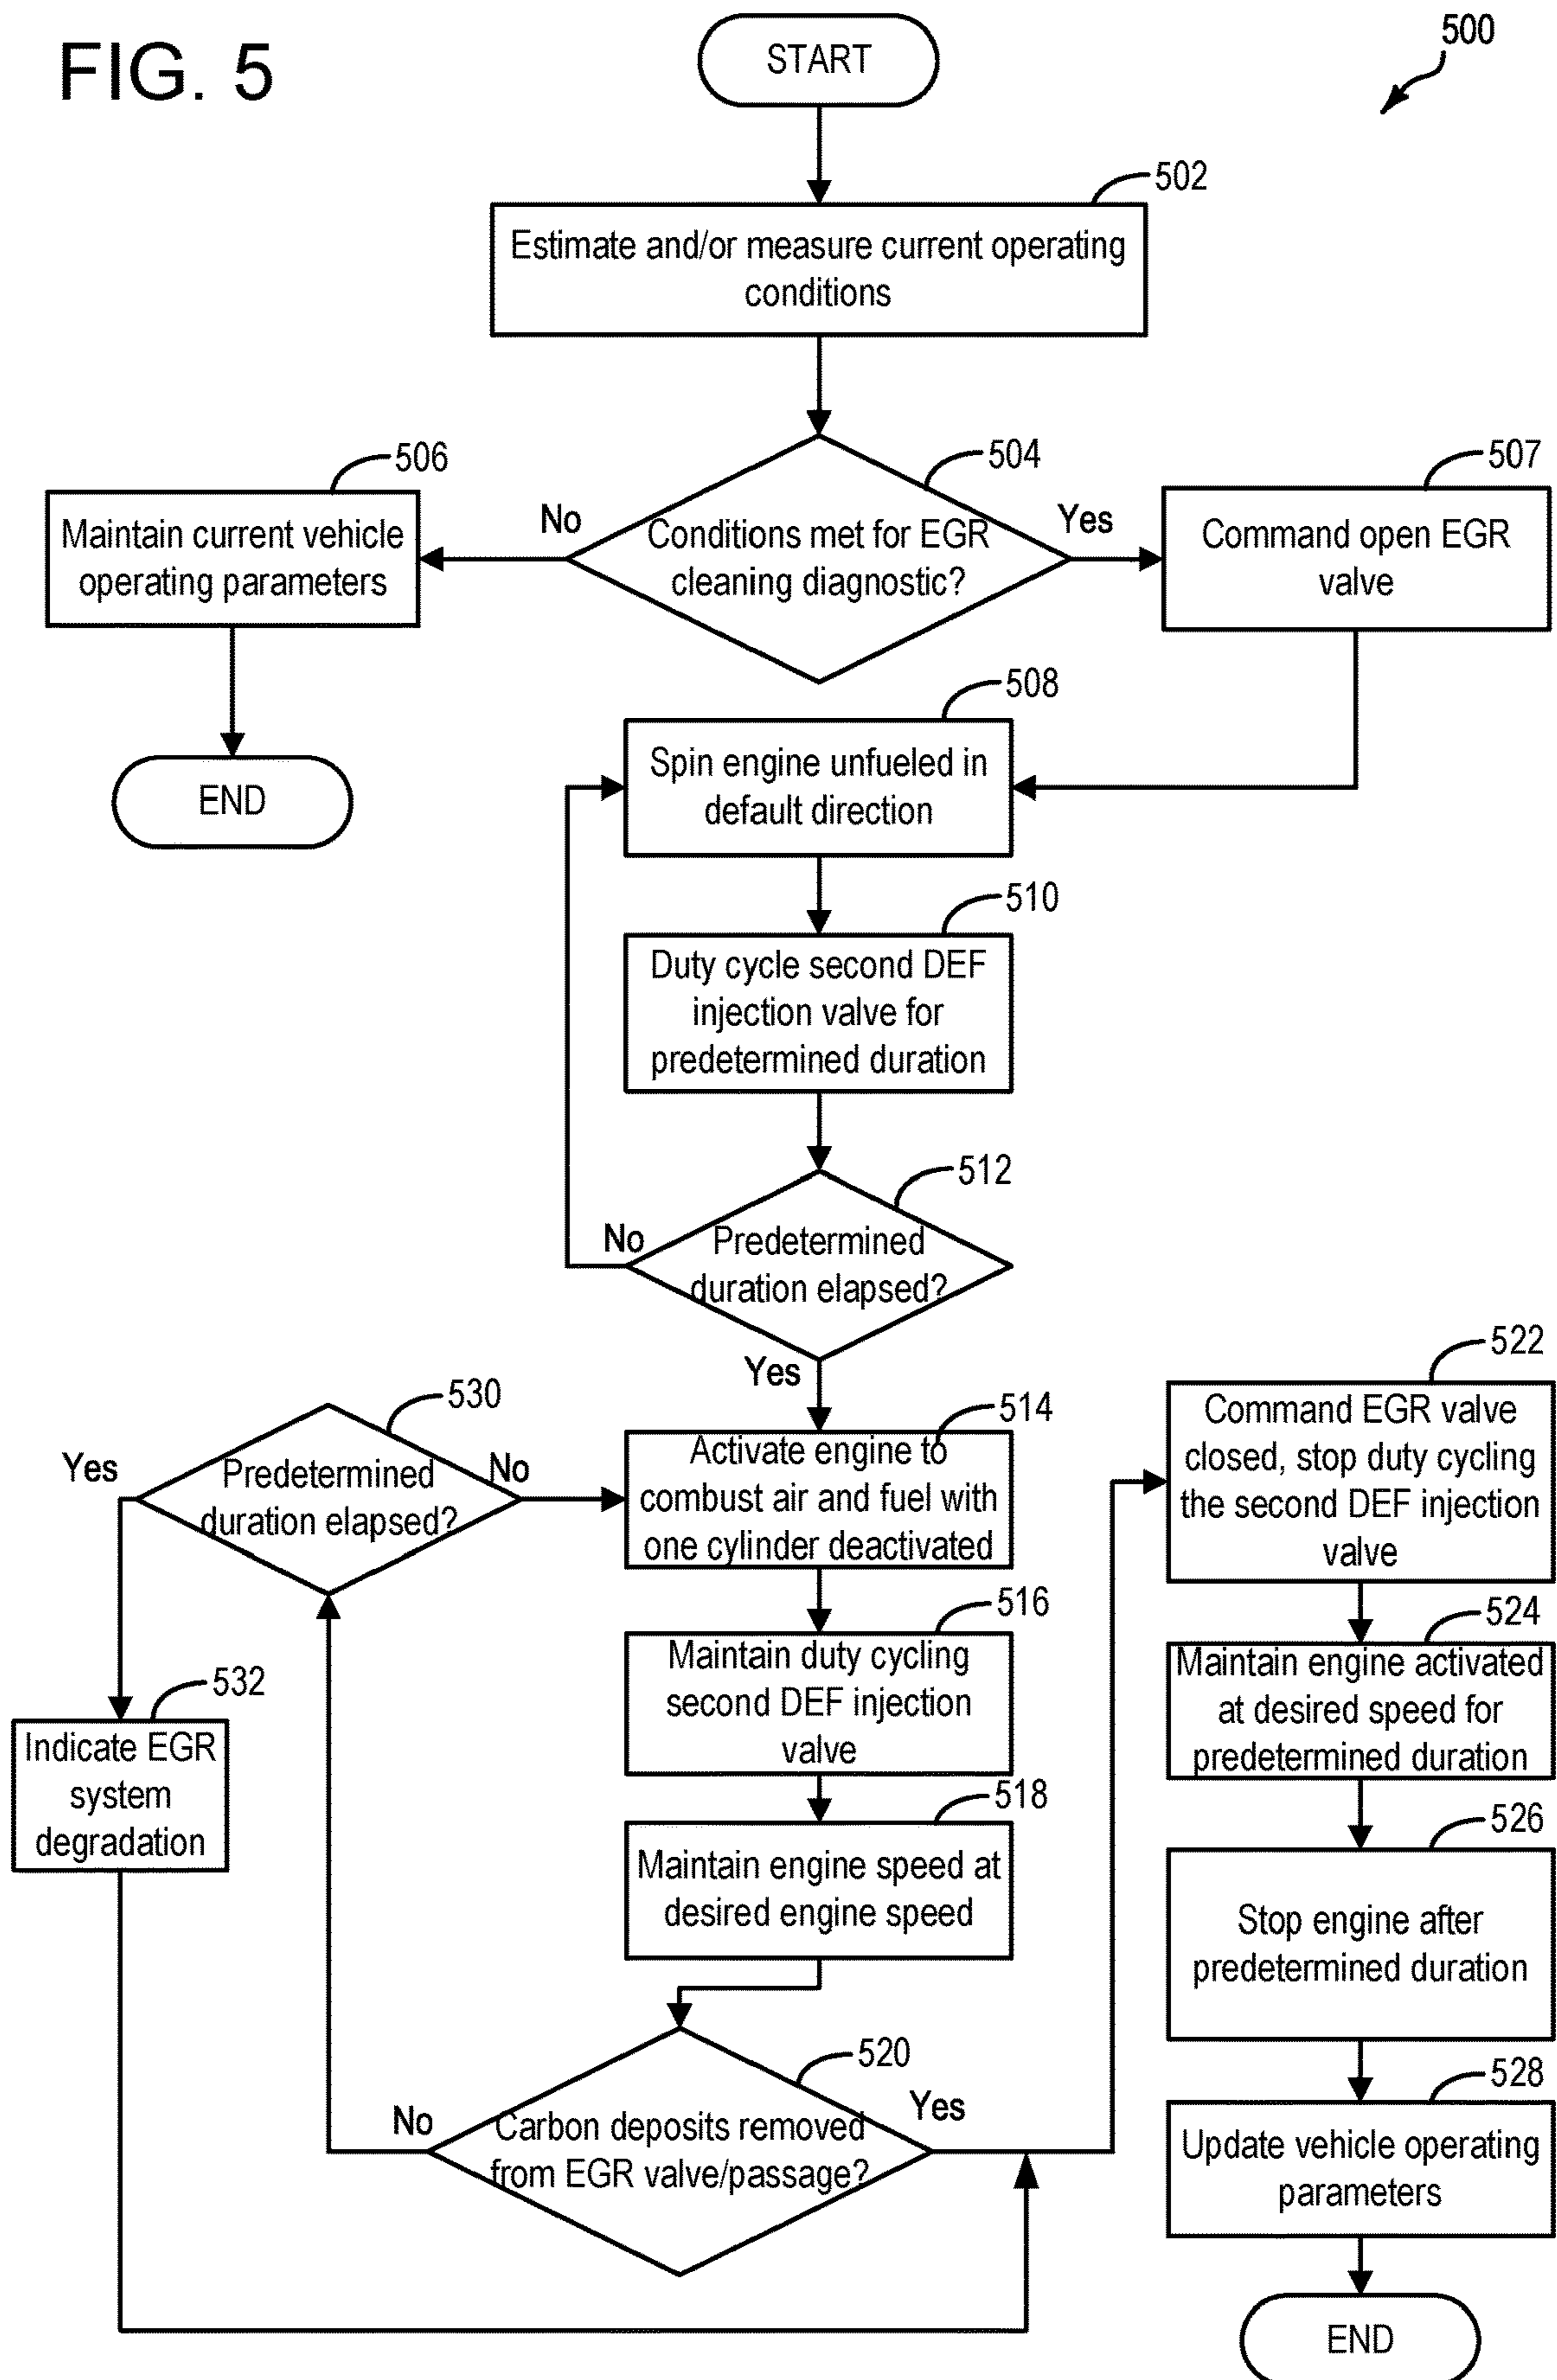 FIG. 5
500
START
502
Estimate and/or measure current operating
conditions
504
Conditions met for EGR
cleaning diagnostic?
No
Yes
506
Maintain current vehicle
operating parameters
END
507
Command open EGR
valve
508
Spin engine unfueled in
default direction
510
Duty cycle second DEF
injection valve for
predetermined duration
512
Predetermined
duration elapsed?
No
Yes
514
Activate engine to
combust air and fuel with
one cylinder deactivated
516
Maintain duty cycling
second DEF injection
valve
518
Maintain engine speed at
desired engine speed
520
Carbon deposits removed
from EGR valve/passage?
No
Yes
530
Predetermined
duration elapsed?
Yes
No
532
Indicate EGR
system
degradation
522
Command EGR valve
closed, stop duty cycling
the second DEF injection
valve
524
Maintain engine activated
at desired speed for
predetermined duration
526
Stop engine after
predetermined duration
528
Update vehicle operating
parameters
END